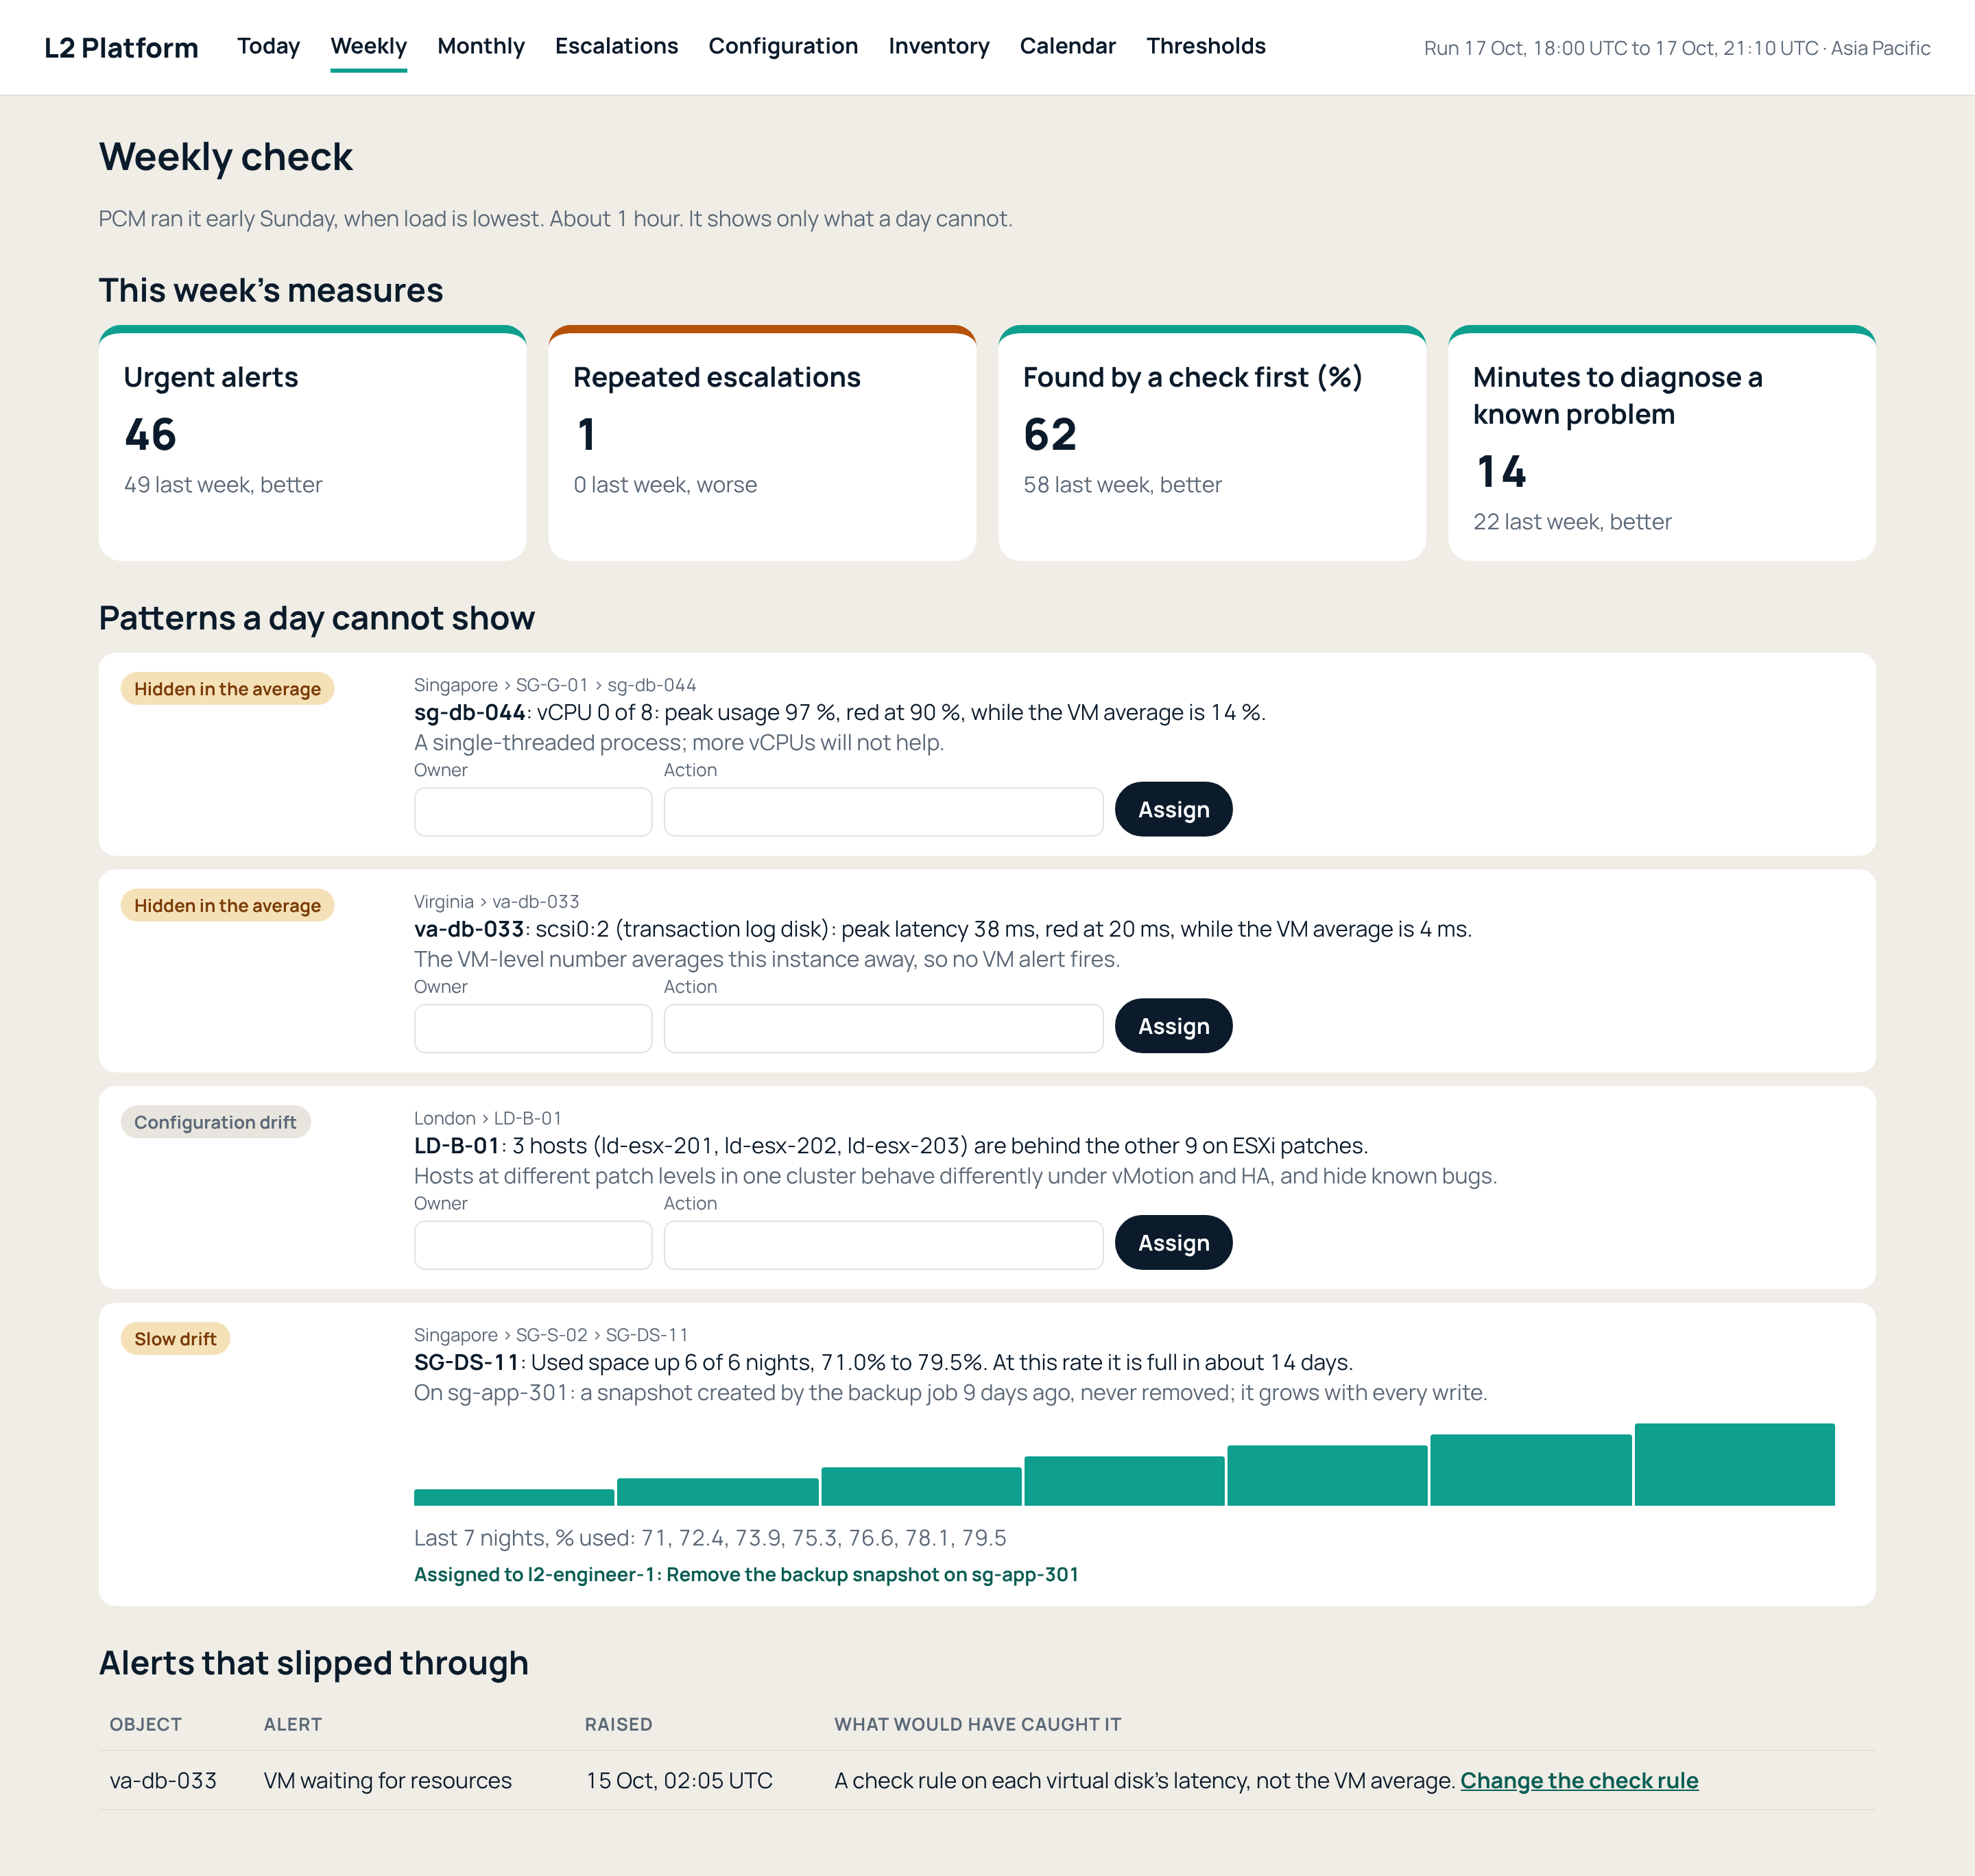 L2 Platform
Today
Weekly
Monthly
Escalations
Configuration
Inventory
Calendar
Thresholds
Run 17 Oct, 18:00 UTC to 17 Oct, 21:10 UTC · Asia Pacific
Weekly check
PCM ran it early Sunday, when load is lowest. About 1 hour. It shows only what a day cannot.
This week’s measures
Urgent alerts
46
49 last week, better
Repeated escalations
1
0 last week, worse
Found by a check first (%)
62
58 last week, better
Minutes to diagnose a
known problem
14
22 last week, better
Patterns a day cannot show
Hidden in the average
Singapore › SG-G-01 › sg-db-044
sg-db-044: vCPU 0 of 8: peak usage 97 %, red at 90 %, while the VM average is 14 %.
A single-threaded process; more vCPUs will not help.
Owner
Action
Assign
Hidden in the average
Virginia › va-db-033
va-db-033: scsi0:2 (transaction log disk): peak latency 38 ms, red at 20 ms, while the VM average is 4 ms.
The VM-level number averages this instance away, so no VM alert fires.
Owner
Action
Assign
Configuration drift
London › LD-B-01
LD-B-01: 3 hosts (ld-esx-201, ld-esx-202, ld-esx-203) are behind the other 9 on ESXi patches.
Hosts at different patch levels in one cluster behave differently under vMotion and HA, and hide known bugs.
Owner
Action
Assign
Slow drift
Singapore › SG-S-02 › SG-DS-11
SG-DS-11: Used space up 6 of 6 nights, 71.0% to 79.5%. At this rate it is full in about 14 days.
On sg-app-301: a snapshot created by the backup job 9 days ago, never removed; it grows with every write.
Last 7 nights, % used: 71, 72.4, 73.9, 75.3, 76.6, 78.1, 79.5
Assigned to l2-engineer-1: Remove the backup snapshot on sg-app-301
Alerts that slipped through
OBJECT
ALERT
RAISED
WHAT WOULD HAVE CAUGHT IT
va-db-033
VM waiting for resources
15 Oct, 02:05 UTC
A check rule on each virtual disk’s latency, not the VM average. Change the check rule